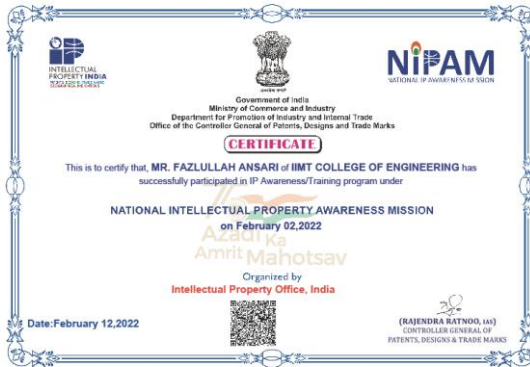 INTELLECTUAL
PROPERTY INDIA
NiPAM
NATIONAL IP AWARENESS MISSION
Government of India
Ministry of Commerce and Industry
Department for Promotion of Industry and Internal Trade
Office of the Controller General of Patents, Designs and Trade Marks
CERTIFICATE
This is to certify that, MR. FAZLULLAH ANSARI of IIMT COLLEGE OF ENGINEERING has
successfully participated in IP Awareness/Training program under
NATIONAL INTELLECTUAL PROPERTY AWARENESS MISSION
on February 02,2022
Azadi Ka
Amrit Mahotsav
Organized by
Intellectual Property Office, India
Date:February 12,2022
(RAJENDRA RATNOO, IAS)
CONTROLLER GENERAL OF
PATENTS, DESIGNS & TRADE MARKS